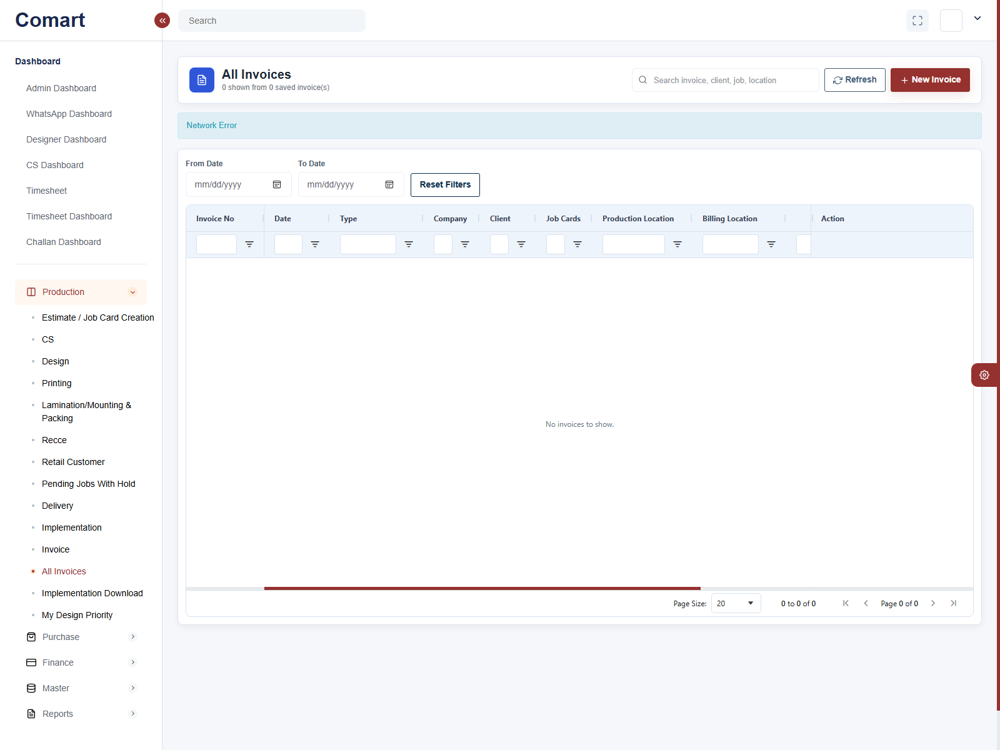 Comart
Search
Dashboard
Admin Dashboard
WhatsApp Dashboard
Designer Dashboard
CS Dashboard
Timesheet
Timesheet Dashboard
Challan Dashboard
Production
Estimate / Job Card Creation
CS
Design
Printing
Lamination/Mounting &
Packing
Recce
Retail Customer
Pending Jobs With Hold
Delivery
Implementation
Invoice
All Invoices
Implementation Download
My Design Priority
Purchase
Finance
Master
Reports
All Invoices
0 shown from 0 saved invoice(s)
Search invoice, client, job, location
Refresh
New Invoice
Network Error
From Date
To Date
mm/dd/yyyy
mm/dd/yyyy
Reset Filters
Invoice No
Date
Type
Company
Client
Job Cards
Production Location
Billing Location
Action
No invoices to show.
Page Size:
20
0 to 0 of 0
Page 0 of 0